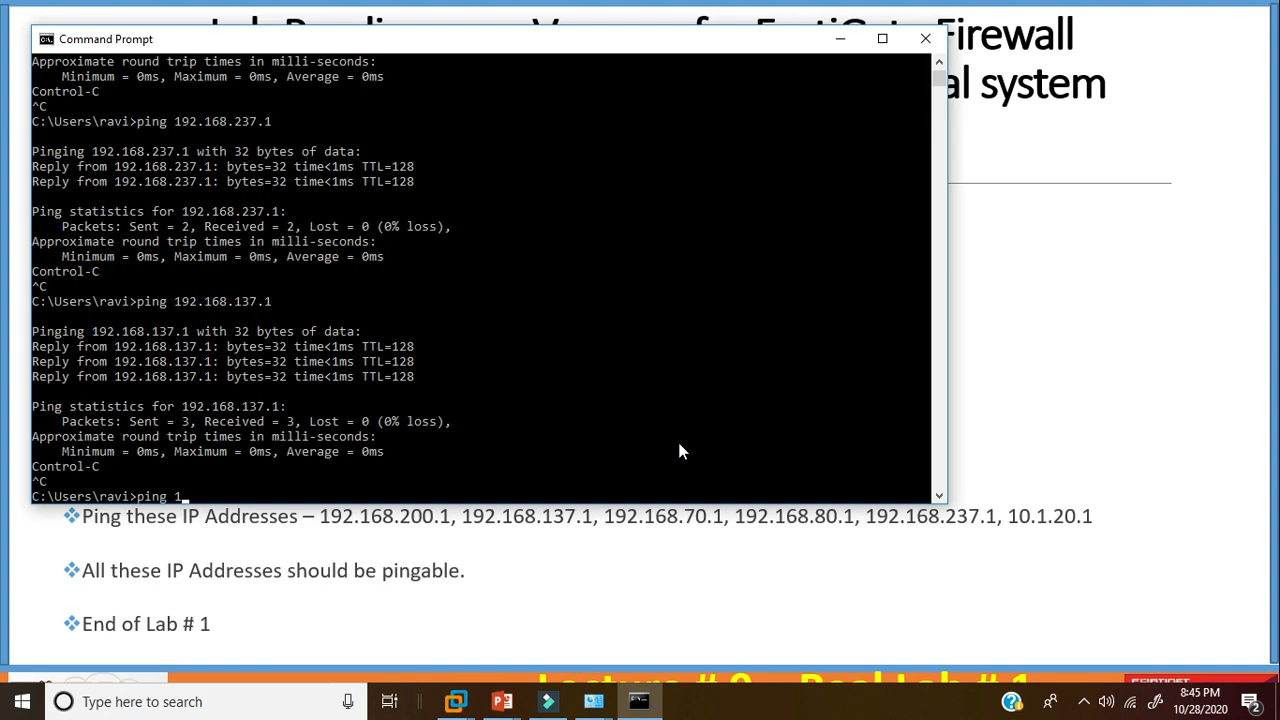 Firewall
al system
Command Prompt
Approximate round trip times in milli-seconds:
Minimum = 0ms, Maximum = 0ms, Average = 0ms
Control-C
^C
C:\Users\ravi>ping 192.168.237.1
Pinging 192.168.237.1 with 32 bytes of data:
Reply from 192.168.237.1: bytes=32 time<1ms TTL=128
Reply from 192.168.237.1: bytes=32 time<1ms TTL=128
Ping statistics for 192.168.237.1:
Packets: Sent = 2, Received = 2, Lost = 0 (0% loss),
Approximate round trip times in milli-seconds:
Minimum = 0ms, Maximum = 0ms, Average = 0ms
Control-C
^C
C:\Users\ravi>ping 192.168.137.1
Pinging 192.168.137.1 with 32 bytes of data:
Reply from 192.168.137.1: bytes=32 time<1ms TTL=128
Reply from 192.168.137.1: bytes=32 time<1ms TTL=128
Reply from 192.168.137.1: bytes=32 time<1ms TTL=128
Ping statistics for 192.168.137.1:
Packets: Sent = 3, Received = 3, Lost = 0 (0% loss),
Approximate round trip times in milli-seconds:
Minimum = 0ms, Maximum = 0ms, Average = 0ms
Control-C
^C
C:\Users\ravi>ping 1
Ping these IP Addresses – 192.168.200.1, 192.168.137.1, 192.168.70.1, 192.168.80.1, 192.168.237.1, 10.1.20.1
All these IP Addresses should be pingable.
End of Lab # 1
Type here to search
8:45 PM
10/28/2020
2